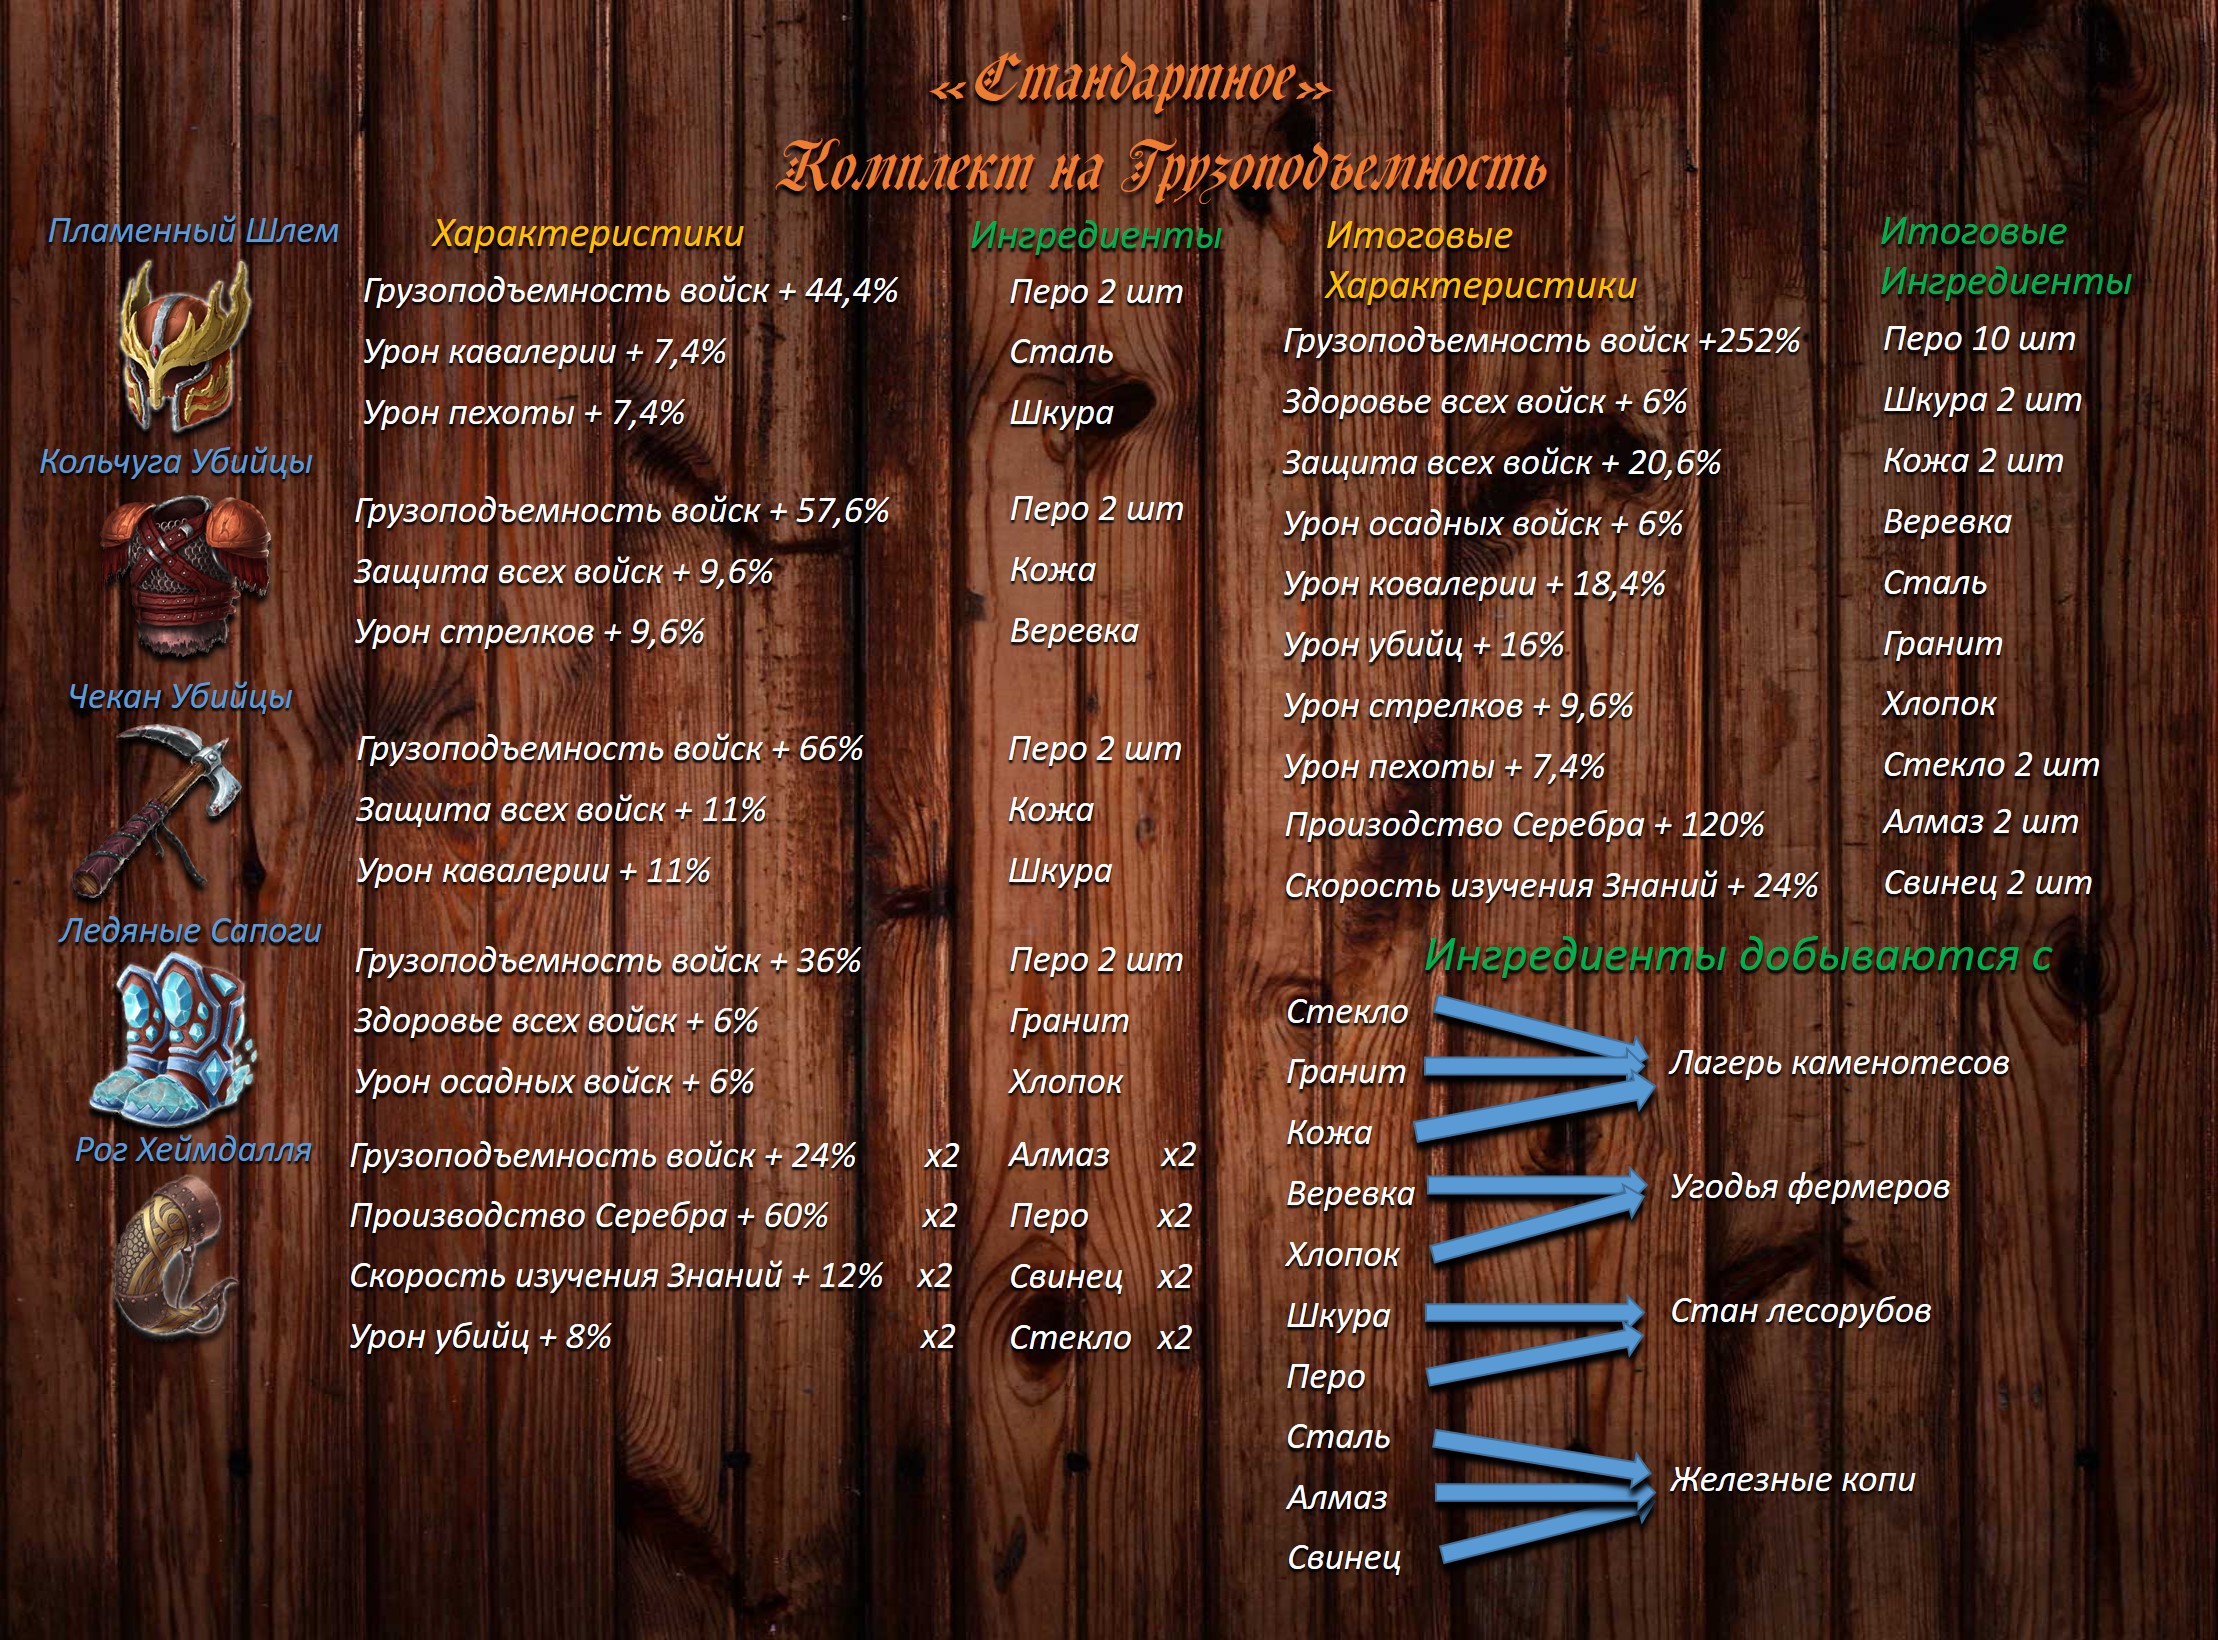 «Стандартное»
Комплект на Грузоподъемность
Пламенный Шлем
Характеристики
Ингредиенты
Грузоподъемность войск + 44,4%
Перо 2 шт
Урон кавалерии + 7,4%
Сталь
Урон пехоты + 7,4%
Шкура
Кольчуга Убийцы
Грузоподъемность войск + 57,6%
Перо 2 шт
Защита всех войск + 9,6%
Кожа
Урон стрелков + 9,6%
Веревка
Чекан Убийцы
Грузоподъемность войск + 66%
Перо 2 шт
Защита всех войск + 11%
Кожа
Урон кавалерии + 11%
Шкура
Ледяные Сапоги
Грузоподъемность войск + 36%
Перо 2 шт
Здоровье всех войск + 6%
Гранит
Урон осадных войск + 6%
Хлопок
Рог Хеймдалля
Грузоподъемность войск + 24% x2
Алмаз x2
Производство Серебра + 60% x2
Перо x2
Скорость изучения Знаний + 12% x2
Свинец x2
Урон убийц + 8% x2
Стекло x2
Итоговые
Характеристики
Грузоподъемность войск +252%
Здоровье всех войск + 6%
Защита всех войск + 20,6%
Урон осадных войск + 6%
Урон ковалерии + 18,4%
Урон убийц + 16%
Урон стрелков + 9,6%
Урон пехоты + 7,4%
Произодство Серебра + 120%
Скорость изучения Знаний + 24%
Итоговые
Ингредиенты
Перо 10 шт
Шкура 2 шт
Кожа 2 шт
Веревка
Сталь
Гранит
Хлопок
Стекло 2 шт
Алмаз 2 шт
Свинец 2 шт
Ингредиенты добываются с
Стекло
Гранит
Кожа
Лагерь каменотесов
Веревка
Хлопок
Угодья фермеров
Шкура
Перо
Стан лесорубов
Сталь
Алмаз
Свинец
Железные копи